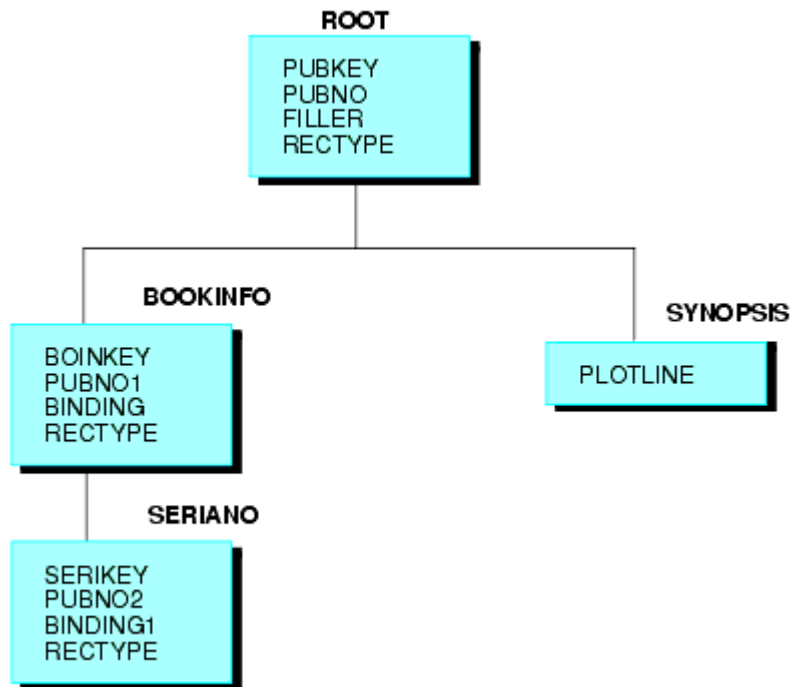 ROOT
PUBKEY
PUBNO
FILLER
RECTYPE
BOOKINFO
BOINKEY
PUBNO1
BINDING
RECTYPE
SYNOPSIS
PLOTLINE
SERIANO
SERIKEY
PUBNO2
BINDING1
RECTYPE